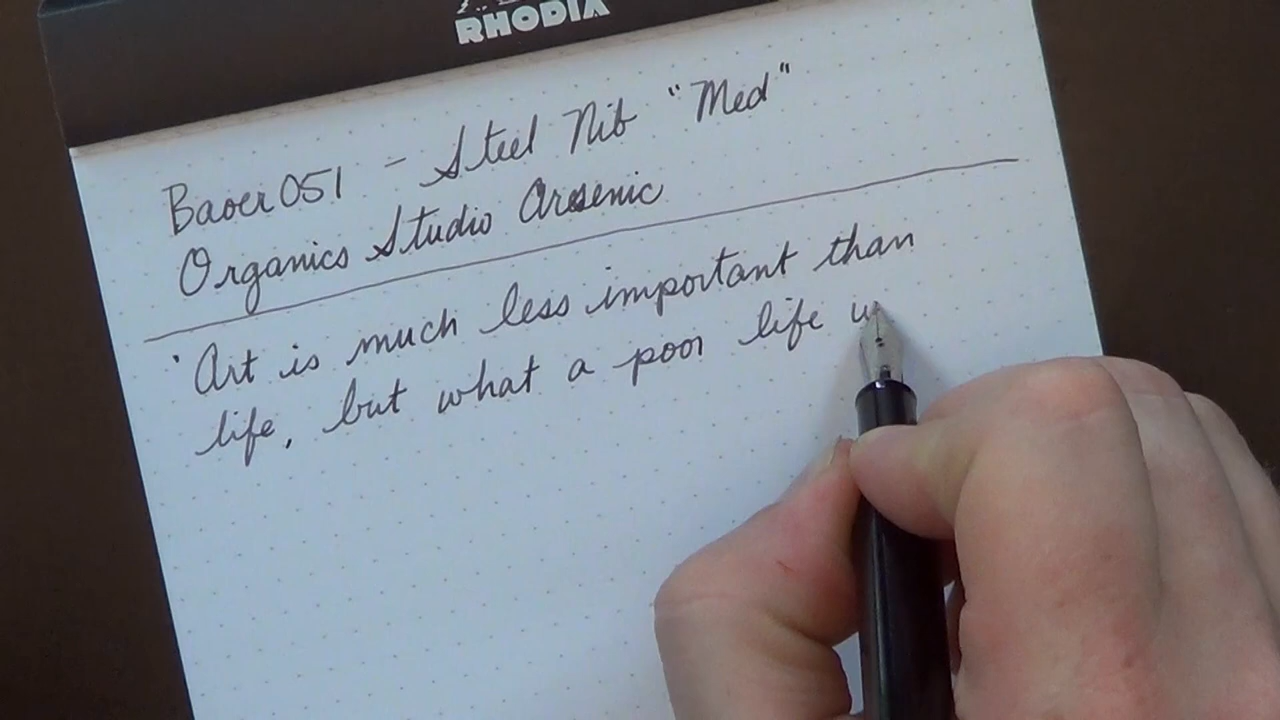 RHODIA
Baoer 051 - Steel Nib "Med"
Organics Studio Arsenic
'Art is much less important than
life, but what a poor life